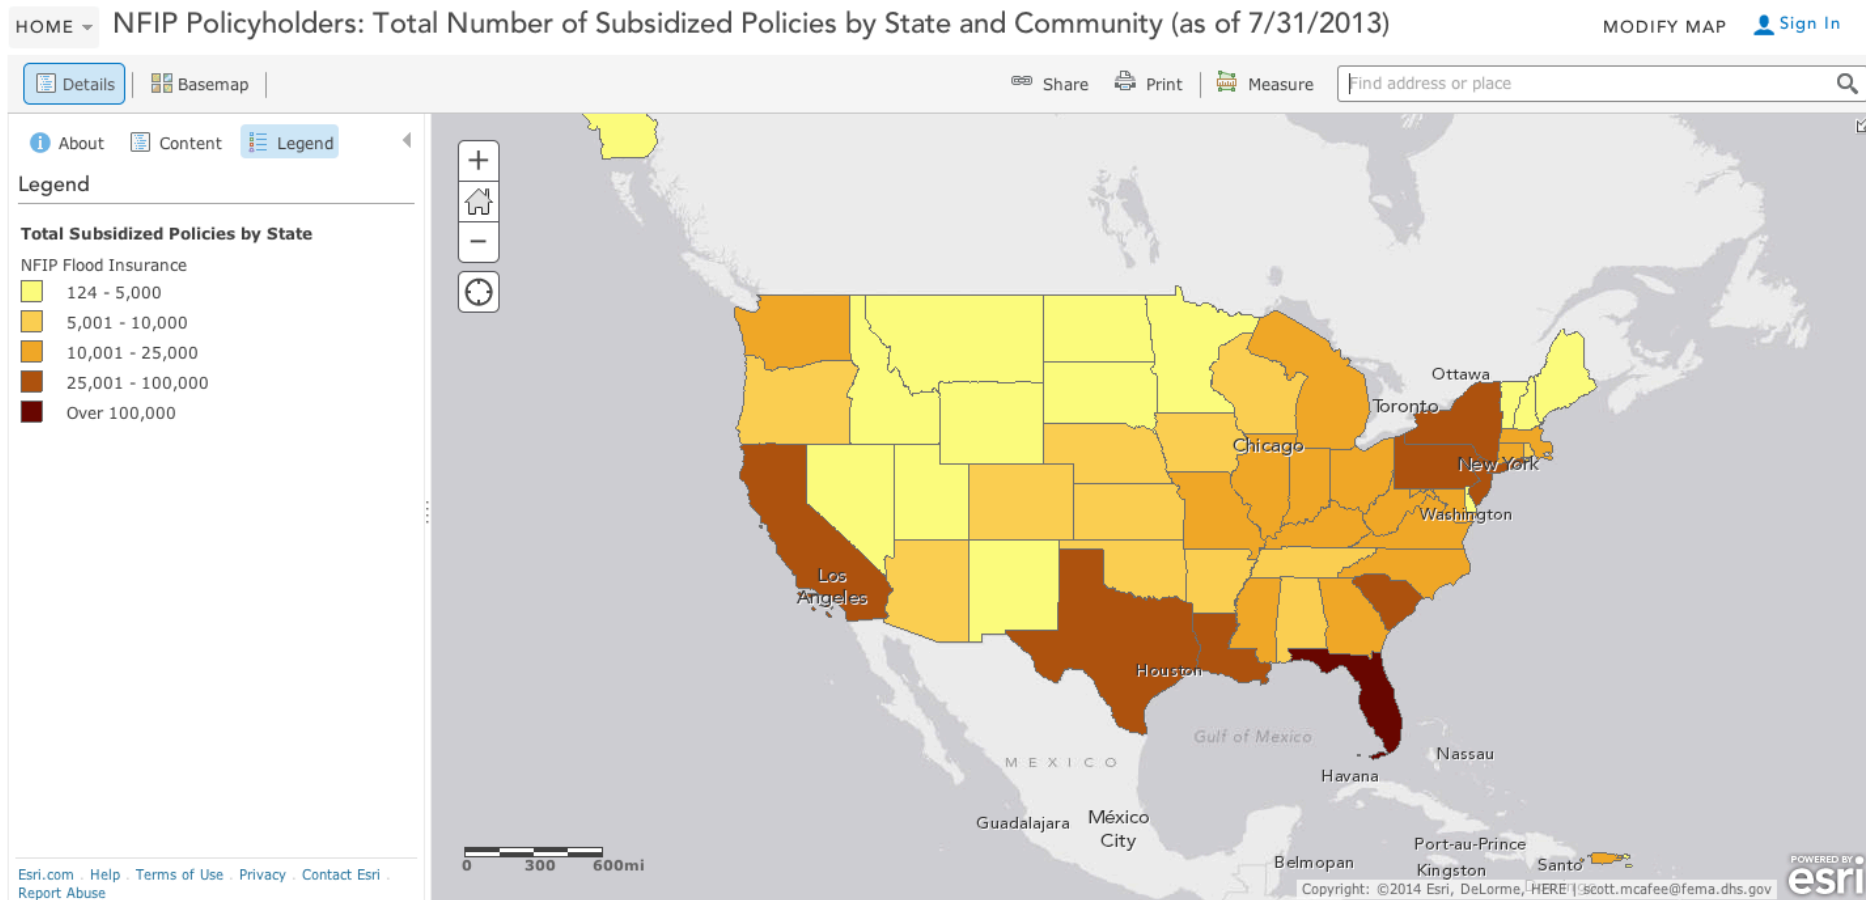 HOME
NFIP Policyholders: Total Number of Subsidized Policies by State and Community (as of 7/31/2013)
MODIFY MAP
Sign In
Details
Basemap
Share
Print
Measure
Find address or place
About
Content
Legend
Legend
Total Subsidized Policies by State
NFIP Flood Insurance
124 - 5,000
5,001 - 10,000
10,001 - 25,000
25,001 - 100,000
Over 100,000
Ottawa
Toronto
Chicago
New York
Washington
Los
Angeles
Houston
Gulf of Mexico
MEXICO
Nassau
Havana
Guadalajara
México
City
Port-au-Prince
Belmopan
Kingston
Santo
0 300 600mi
Esri.com . Help . Terms of Use . Privacy . Contact Esri .
Report Abuse
Copyright: ©2014 Esri, DeLorme, HERE | scott.mcafee@fema.dhs.gov
POWERED BY
esri